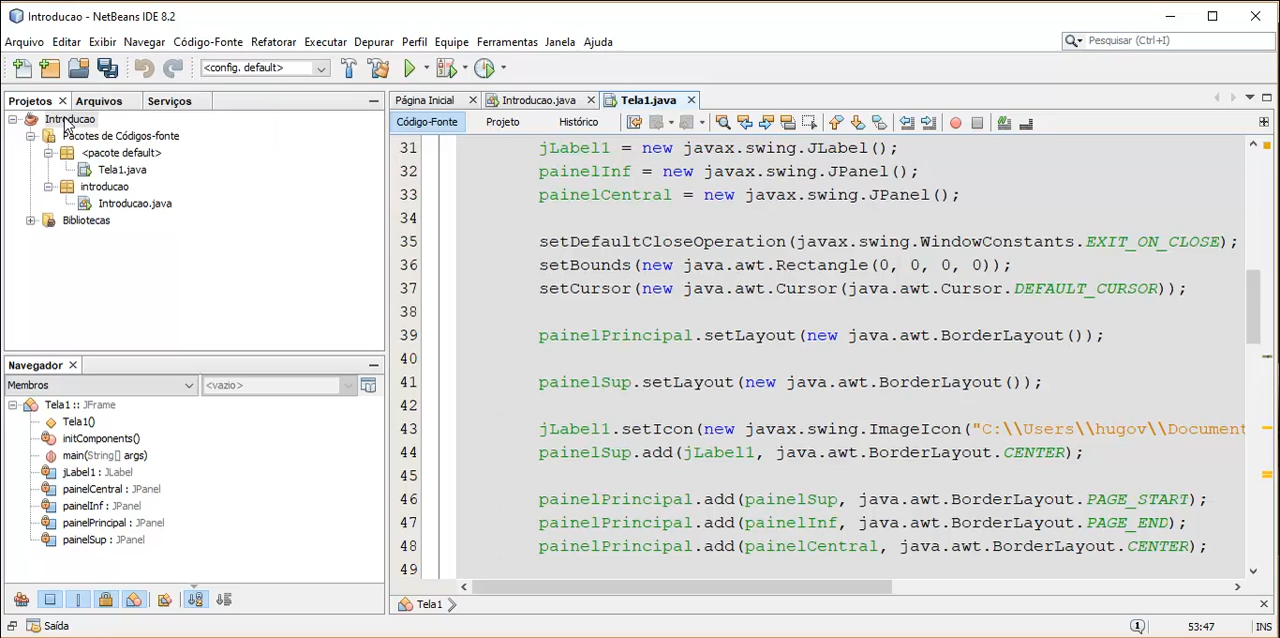 Introducao - NetBeans IDE 8.2
Arquivo Editar Exibir Navegar Código-Fonte Refatorar Executar Depurar Perfil Equipe Ferramentas Janela Ajuda
Pesquisar (Ctrl+I)
<config. default>
Projetos Arquivos Serviços
Introducao
Pacotes de Códigos-fonte
<pacote default>
Tela1.java
introducao
Introducao.java
Bibliotecas
Navegador
Membros <vazio>
Tela1 :: JFrame
Tela1()
initComponents()
main(String[] args)
jLabel1 : JLabel
painelCentral : JPanel
painelInf : JPanel
painelPrincipal : JPanel
painelSup : JPanel
Página Inicial Introducao.java Tela1.java
Código-Fonte Projeto Histórico
31 jLabel1 = new javax.swing.JLabel();
32 painelInf = new javax.swing.JPanel();
33 painelCentral = new javax.swing.JPanel();
34
35 setDefaultCloseOperation(javax.swing.WindowConstants.EXIT_ON_CLOSE);
36 setBounds(new java.awt.Rectangle(0, 0, 0, 0));
37 setCursor(new java.awt.Cursor(java.awt.Cursor.DEFAULT_CURSOR));
38
39 painelPrincipal.setLayout(new java.awt.BorderLayout());
40
41 painelSup.setLayout(new java.awt.BorderLayout());
42
43 jLabel1.setIcon(new javax.swing.ImageIcon("C:\\Users\\hugov\\Document
44 painelSup.add(jLabel1, java.awt.BorderLayout.CENTER);
45
46 painelPrincipal.add(painelSup, java.awt.BorderLayout.PAGE_START);
47 painelPrincipal.add(painelInf, java.awt.BorderLayout.PAGE_END);
48 painelPrincipal.add(painelCentral, java.awt.BorderLayout.CENTER);
49
Tela1
Saída
1 53:47 INS